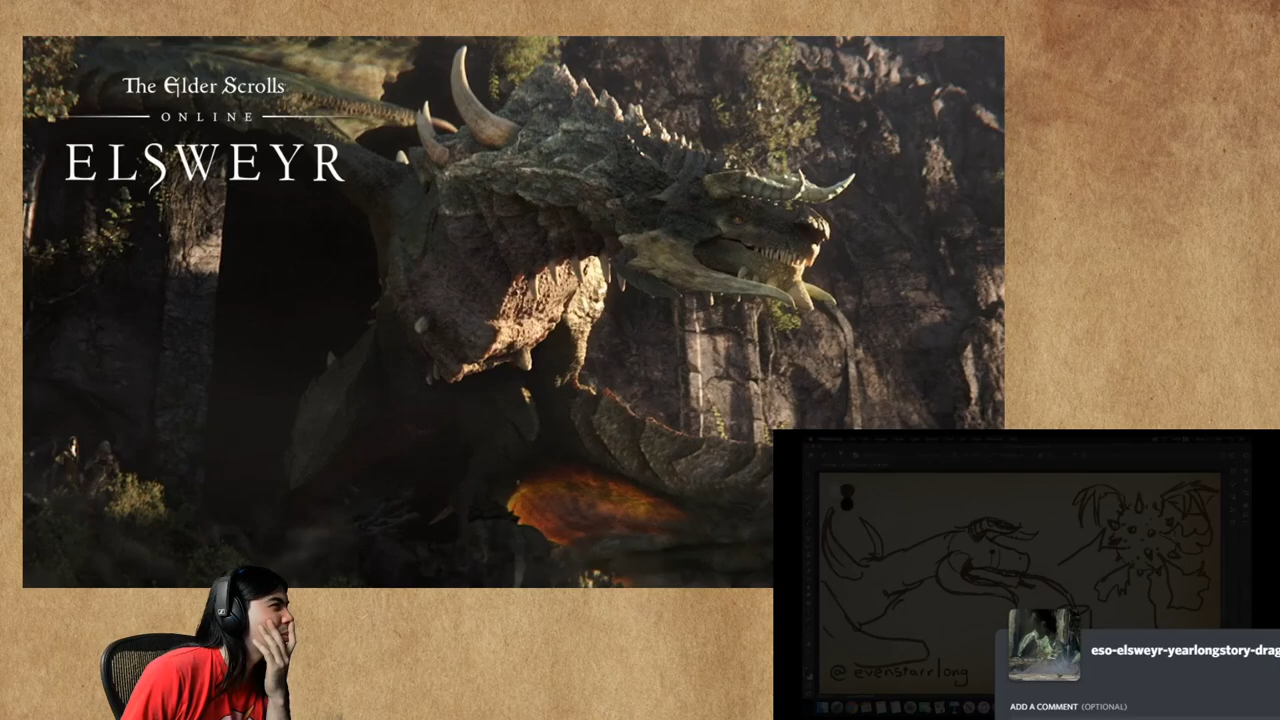 The Elder Scrolls
ONLINE
ELSWEYR
@evenstarrlong
eso-elsweyr-yearlongstory-drag
ADD A COMMENT (OPTIONAL)